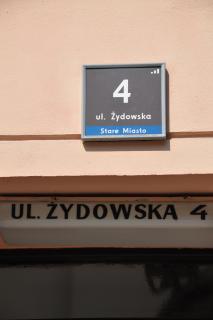 4
ul. Żydowska
Stare Miasto
UL. ŻYDOWSKA 4